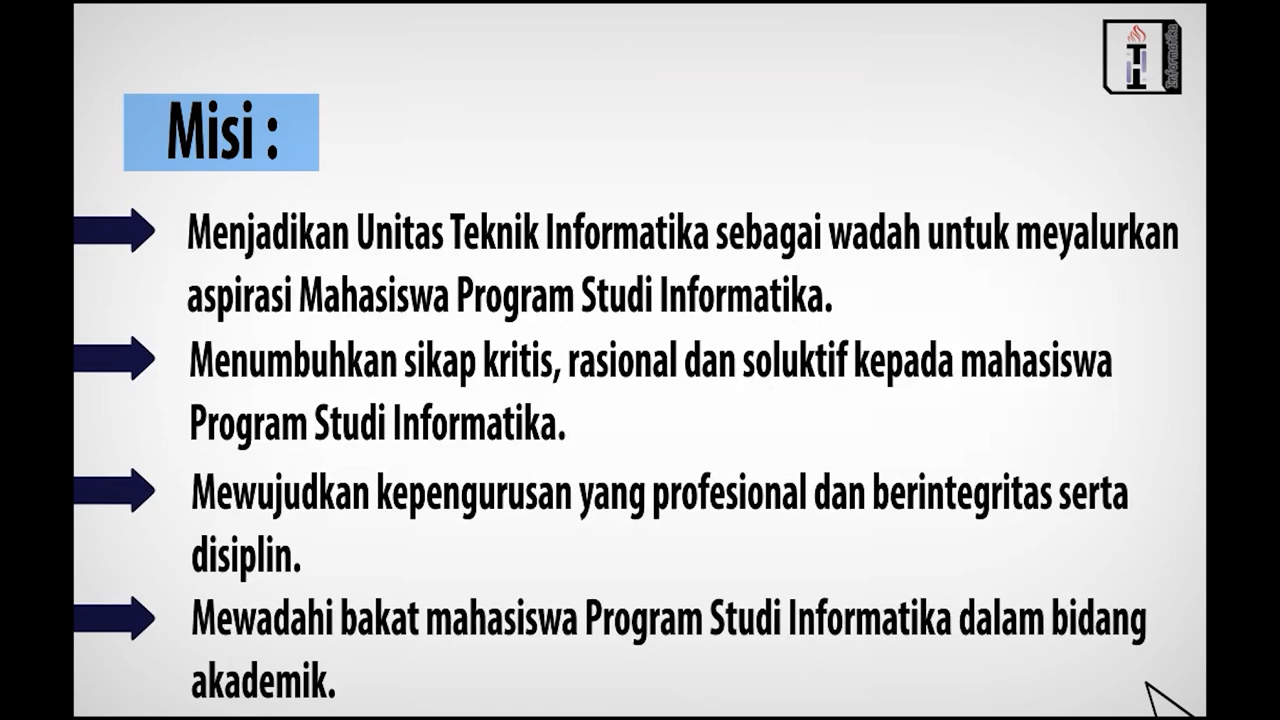 Informatika
Misi :
Menjadikan Unitas Teknik Informatika sebagai wadah untuk meyalurkan
aspirasi Mahasiswa Program Studi Informatika.
Menumbuhkan sikap kritis, rasional dan soluktif kepada mahasiswa
Program Studi Informatika.
Mewujudkan kepengurusan yang profesional dan berintegritas serta
disiplin.
Mewadahi bakat mahasiswa Program Studi Informatika dalam bidang
akademik.